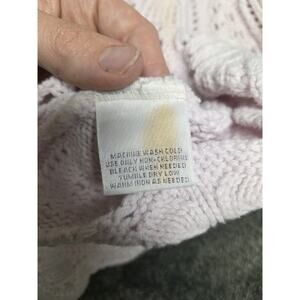 MACHINE WASH COLD
USE ONLY NON-CHLORINE
BLEACH WHEN NEEDED
TUMBLE DRY LOW
WARM IRON AS NEEDED